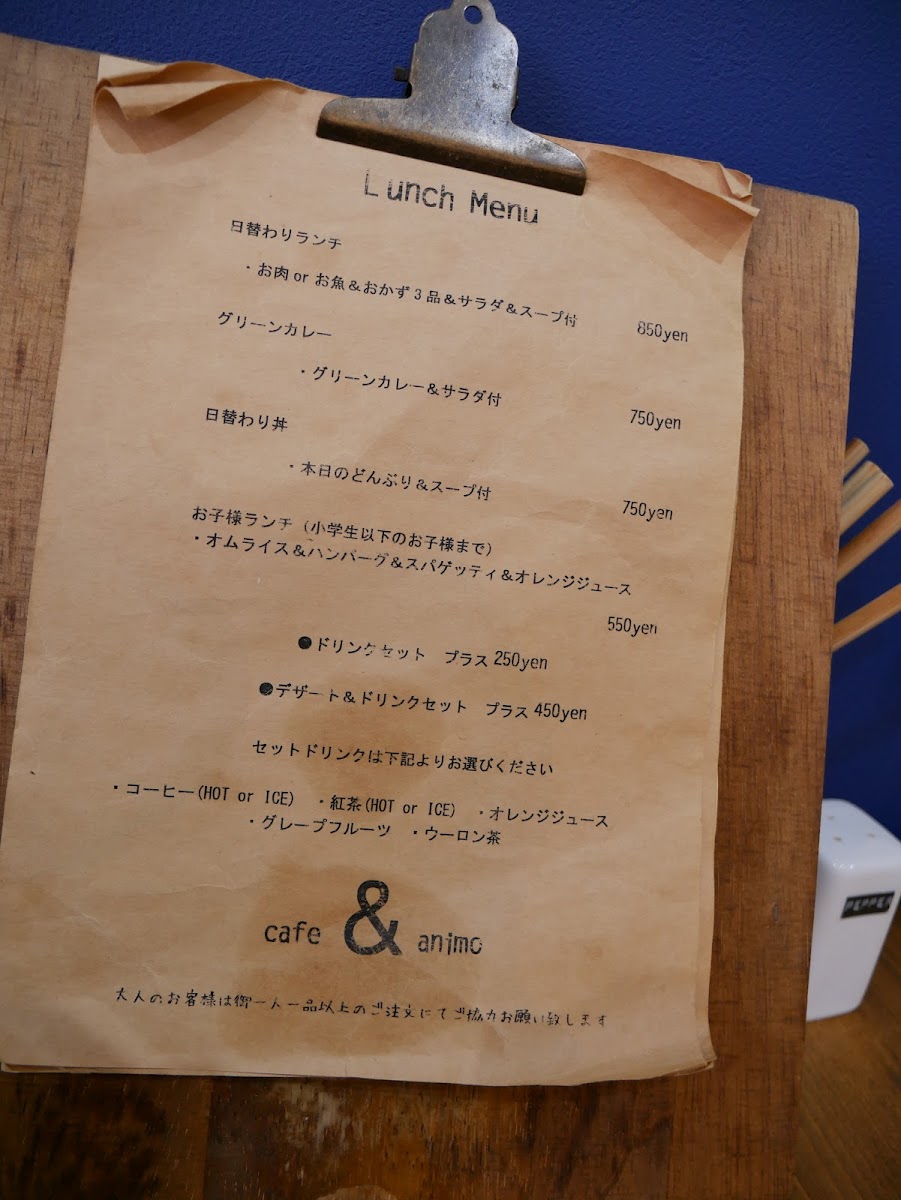 Lunch Menu
日替わりランチ
・お肉 or お魚＆おかず3品＆サラダ＆スープ付 850yen
グリーンカレー
・グリーンカレー＆サラダ付 750yen
日替わり丼
・本日のどんぶり＆スープ付 750yen
お子様ランチ（小学生以下のお子様まで）
・オムライス＆ハンバーグ＆スパゲッティ＆オレンジジュース
550yen
●ドリンクセット　プラス 250yen
●デザート＆ドリンクセット　プラス 450yen
セットドリンクは下記よりお選びください
・コーヒー(HOT or ICE)　・紅茶(HOT or ICE)　・オレンジジュース
・グレープフルーツ　・ウーロン茶
cafe & animo
大人のお客様は御一人一品以上のご注文にてご協力お願い致します
PEPPER